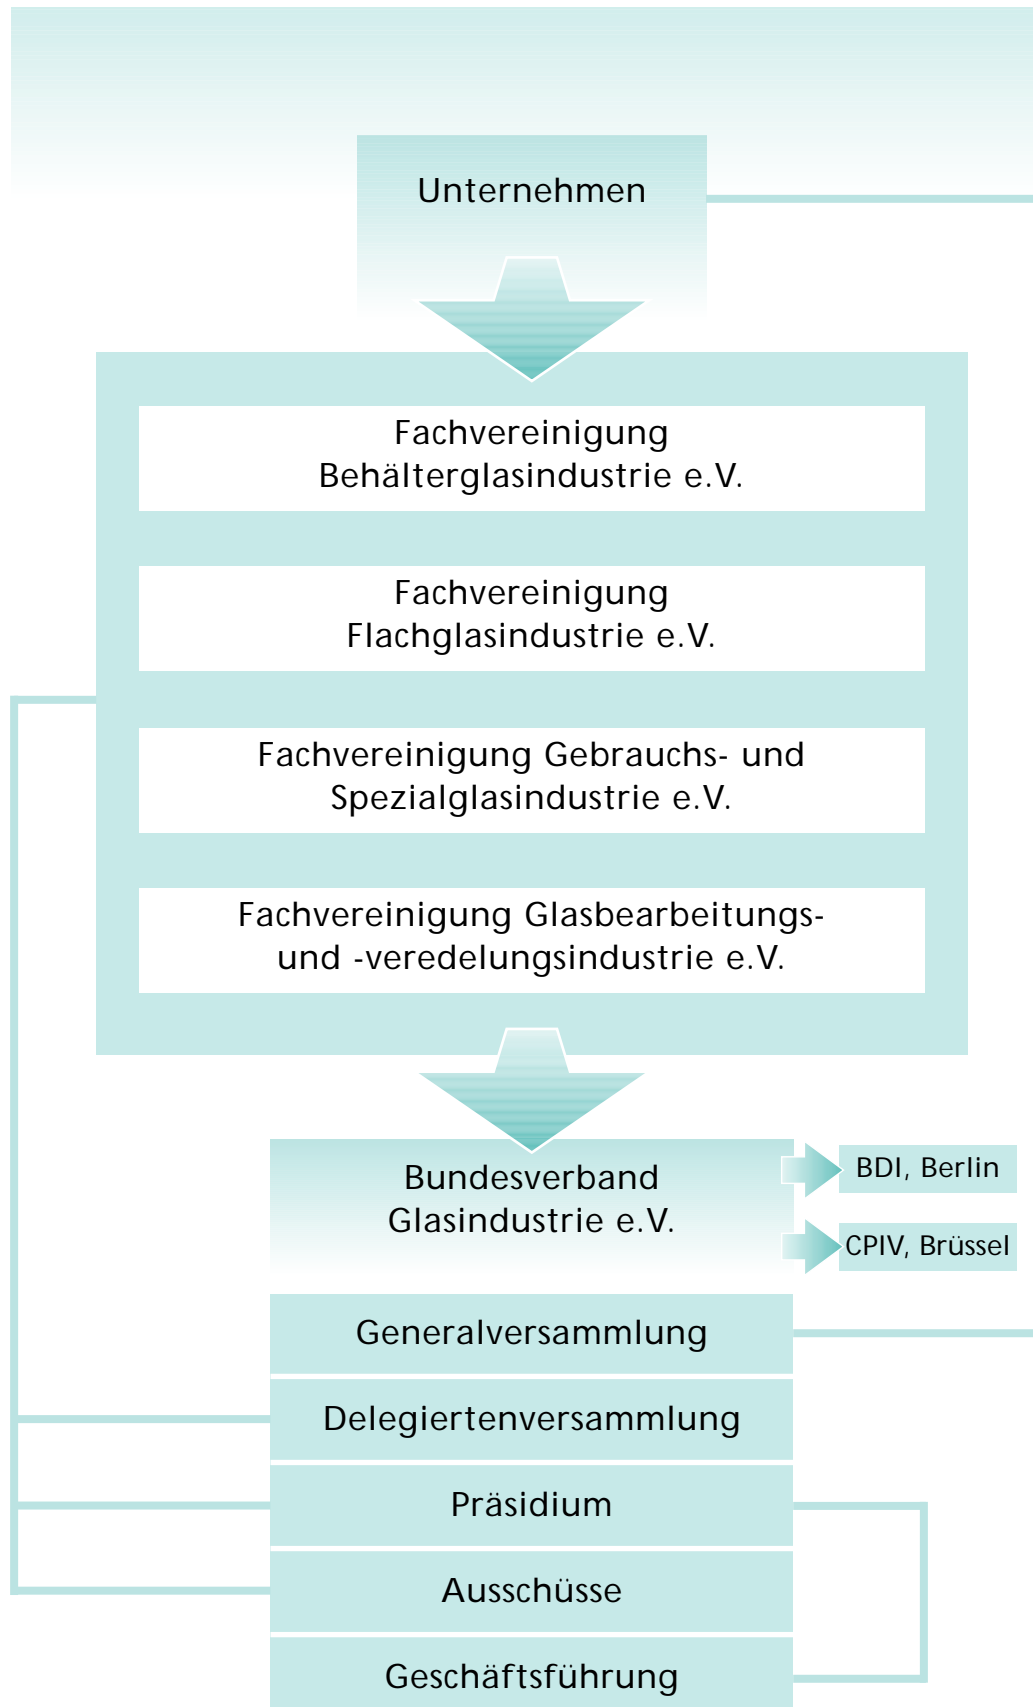 Unternehmen
Fachvereinigung
Behälterglasindustrie e.V.
Fachvereinigung
Flachglasindustrie e.V.
Fachvereinigung Gebrauchs- und
Spezialglasindustrie e.V.
Fachvereinigung Glasbearbeitungs-
und -veredelungsindustrie e.V.
Bundesverband
Glasindustrie e.V.
BDI, Berlin
CPIV, Brüssel
Generalversammlung
Delegiertenversammlung
Präsidium
Ausschüsse
Geschäftsführung